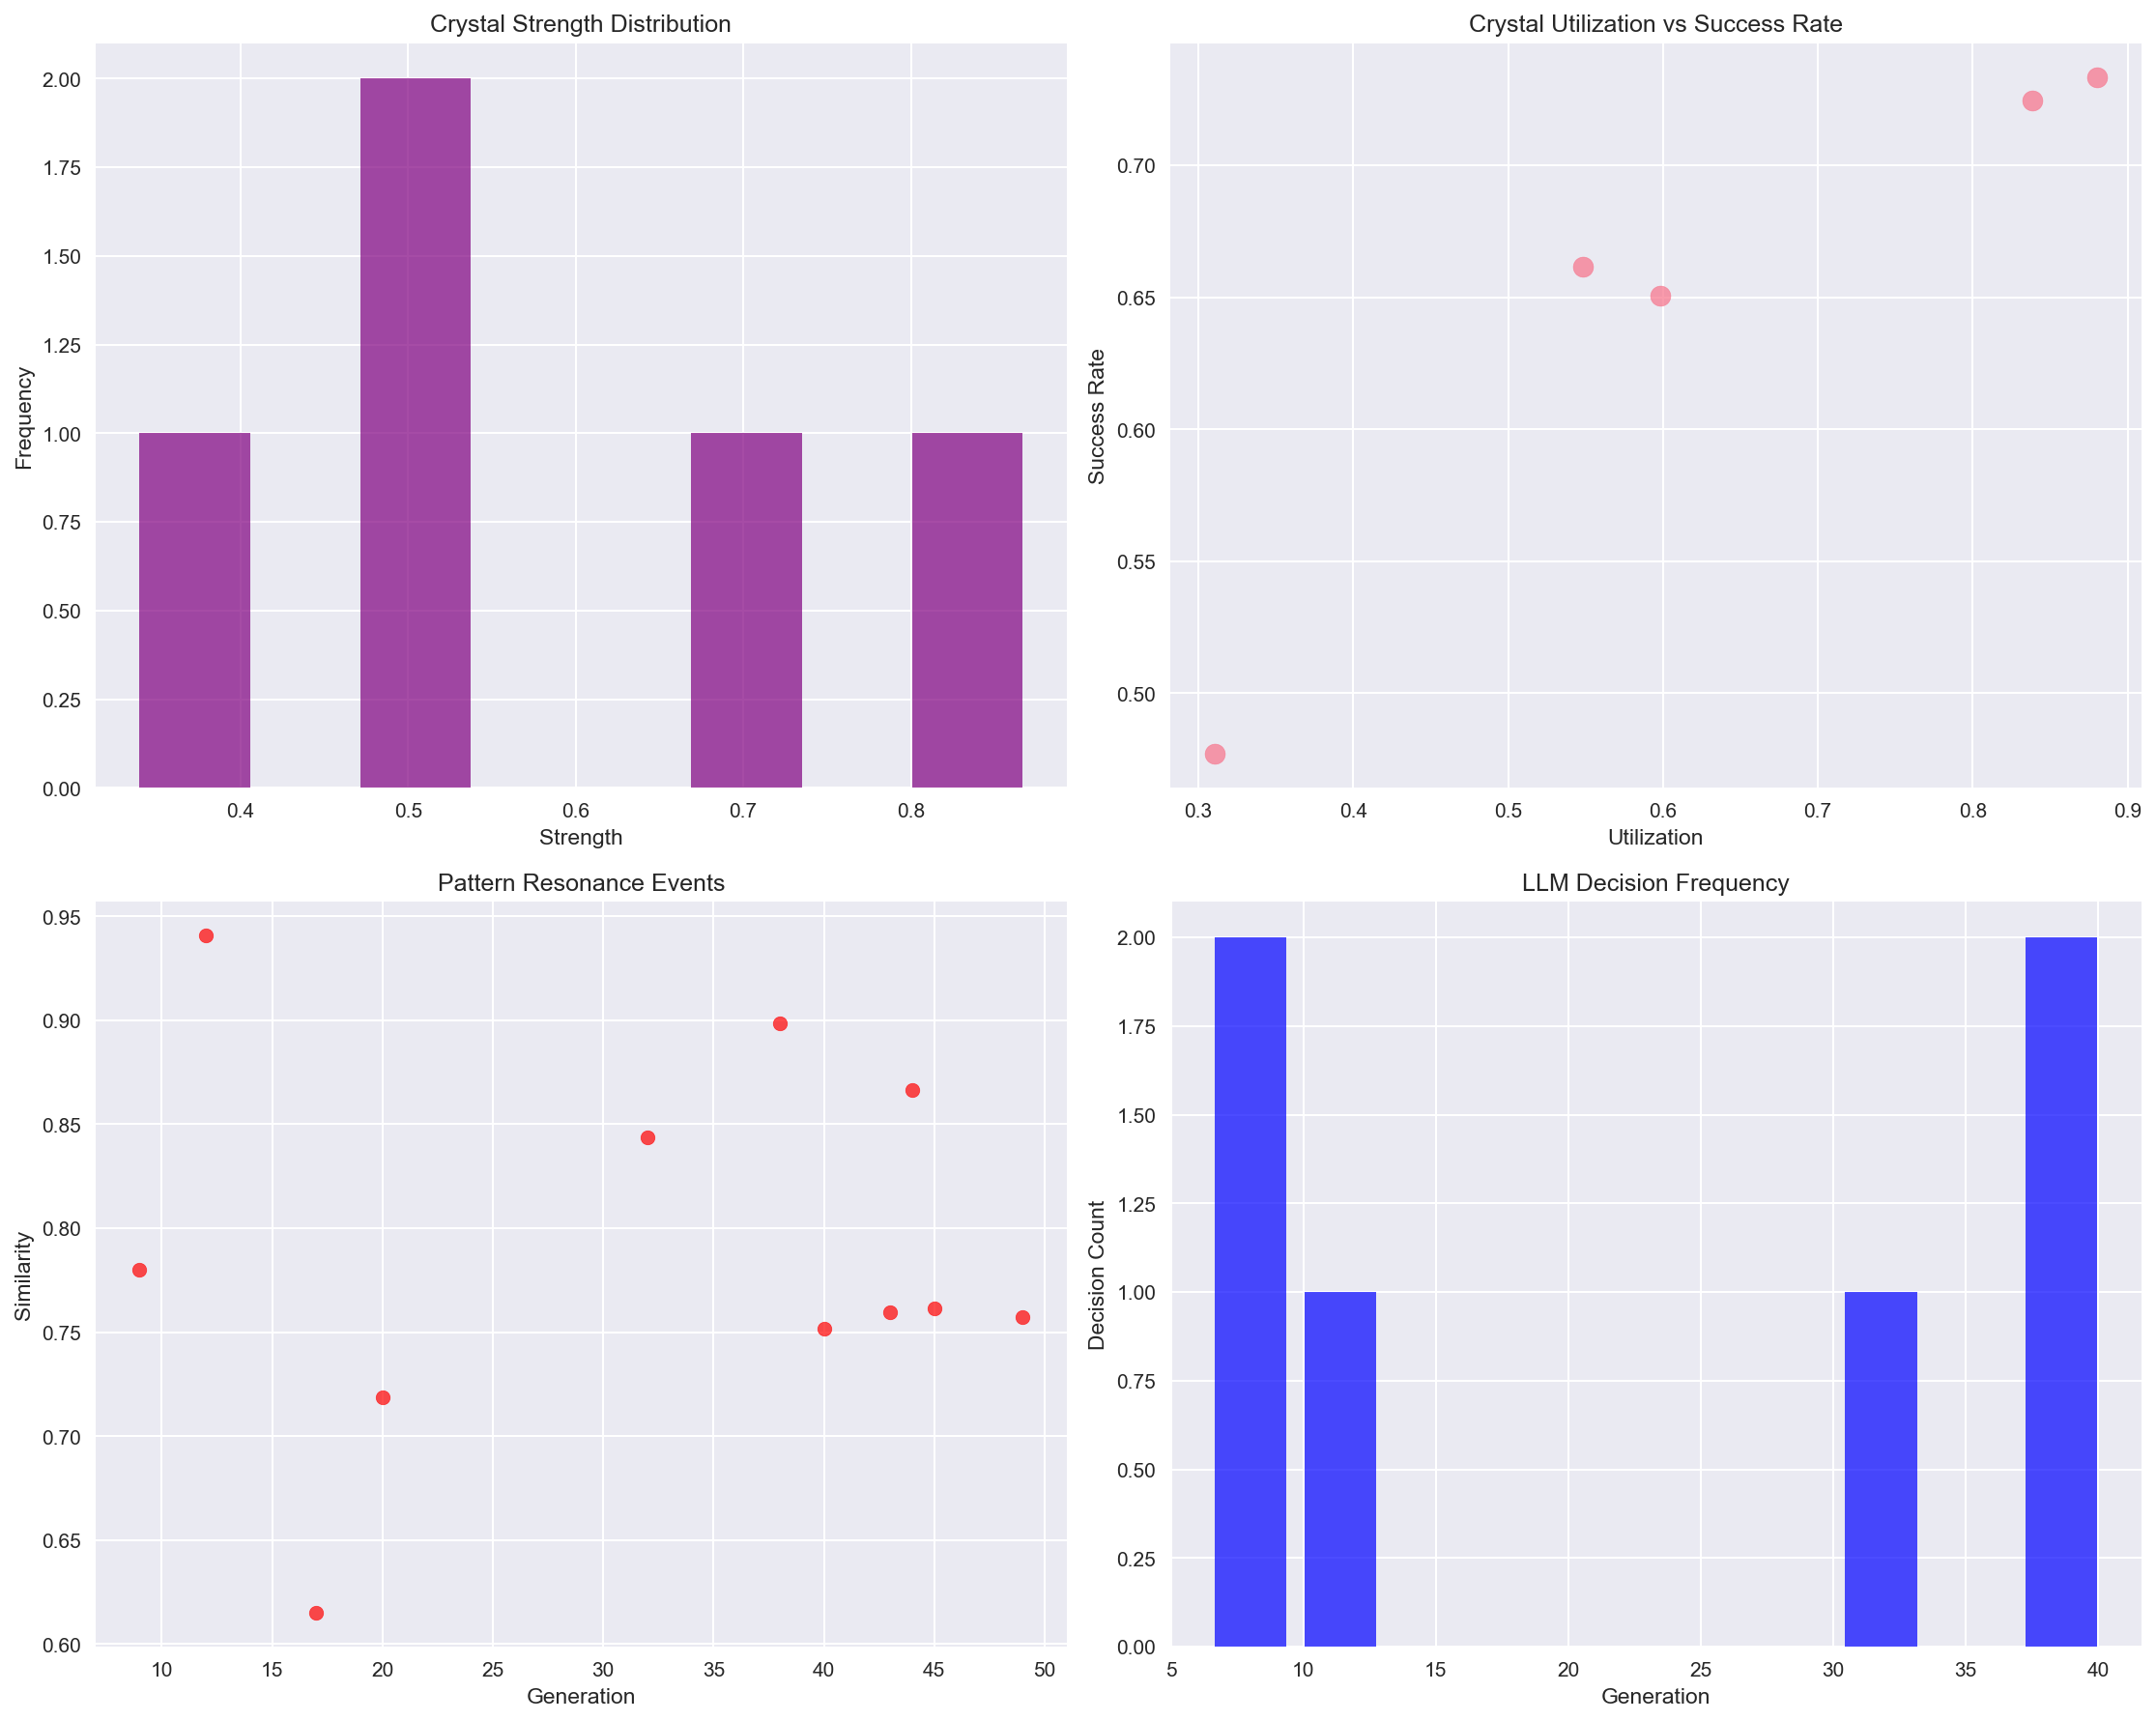 Crystal Strength Distribution
2.00
1.75
1.50
1.25
1.00
0.75
0.50
0.25
0.00
Frequency
0.4 0.5 0.6 0.7 0.8
Strength
Crystal Utilization vs Success Rate
0.70
0.65
0.60
0.55
0.50
Success Rate
0.3 0.4 0.5 0.6 0.7 0.8 0.9
Utilization
Pattern Resonance Events
0.95
0.90
0.85
0.80
0.75
0.70
0.65
0.60
Similarity
10 15 20 25 30 35 40 45 50
Generation
LLM Decision Frequency
2.00
1.75
1.50
1.25
1.00
0.75
0.50
0.25
0.00
Decision Count
5 10 15 20 25 30 35 40
Generation